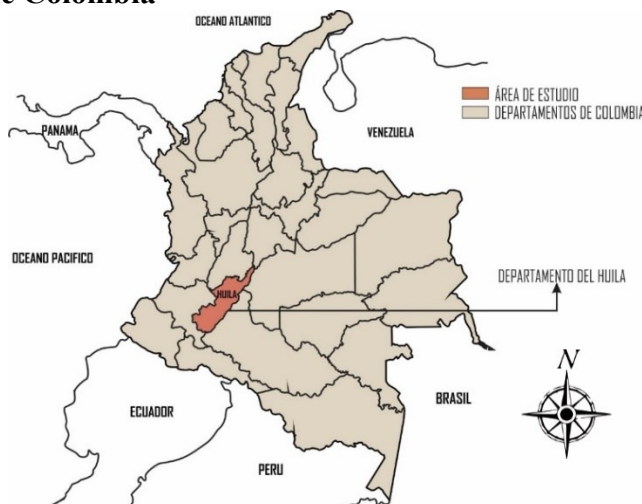 e Colombia
OCEANO ATLANTICO
ÁREA DE ESTUDIO
DEPARTAMENTOS DE COLOMBIA
PANAMA
VENEZUELA
OCEANO PACIFICO
DEPARTAMENTO DEL HUILA
HUILA
N
ECUADOR
BRASIL
PERU